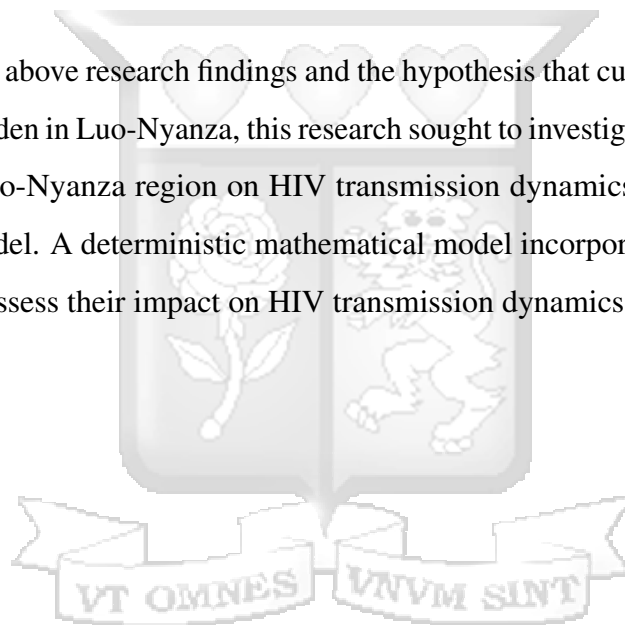 above research findings and the hypothesis that cu
den in Luo-Nyanza, this research sought to investig
o-Nyanza region on HIV transmission dynamics
del. A deterministic mathematical model incorpor
ssess their impact on HIV transmission dynamics
VT OMNES VNVM SINT